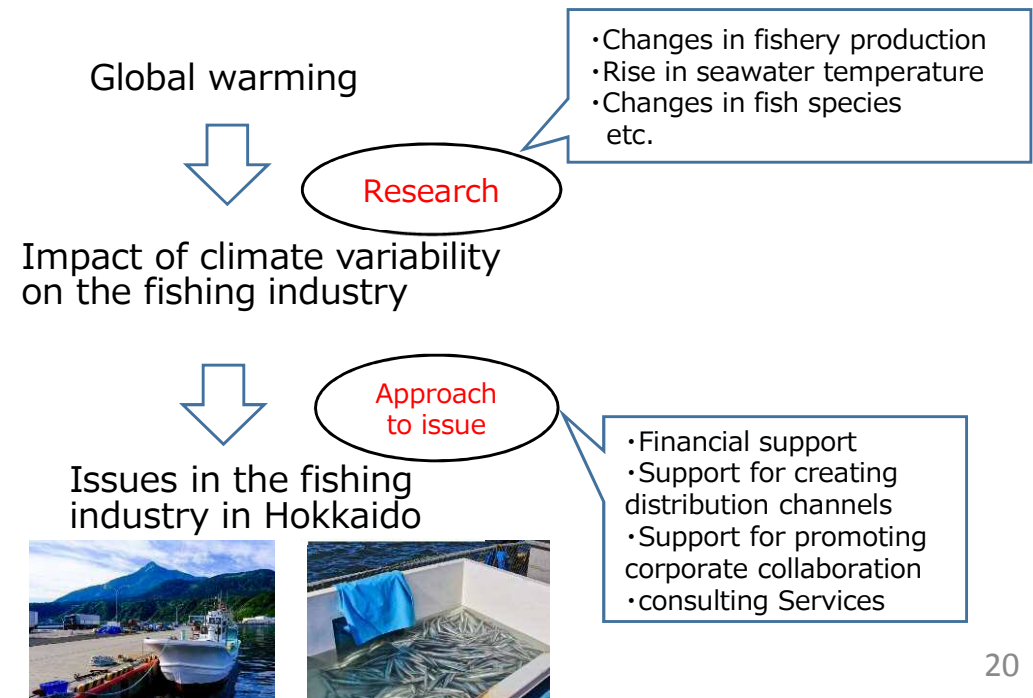 Global warming
・Changes in fishery production
・Rise in seawater temperature
・Changes in fish species
etc.
Research
Impact of climate variability
on the fishing industry
Approach
to issue
・Financial support
・Support for creating
distribution channels
・Support for promoting
corporate collaboration
・consulting Services
Issues in the fishing
industry in Hokkaido
20